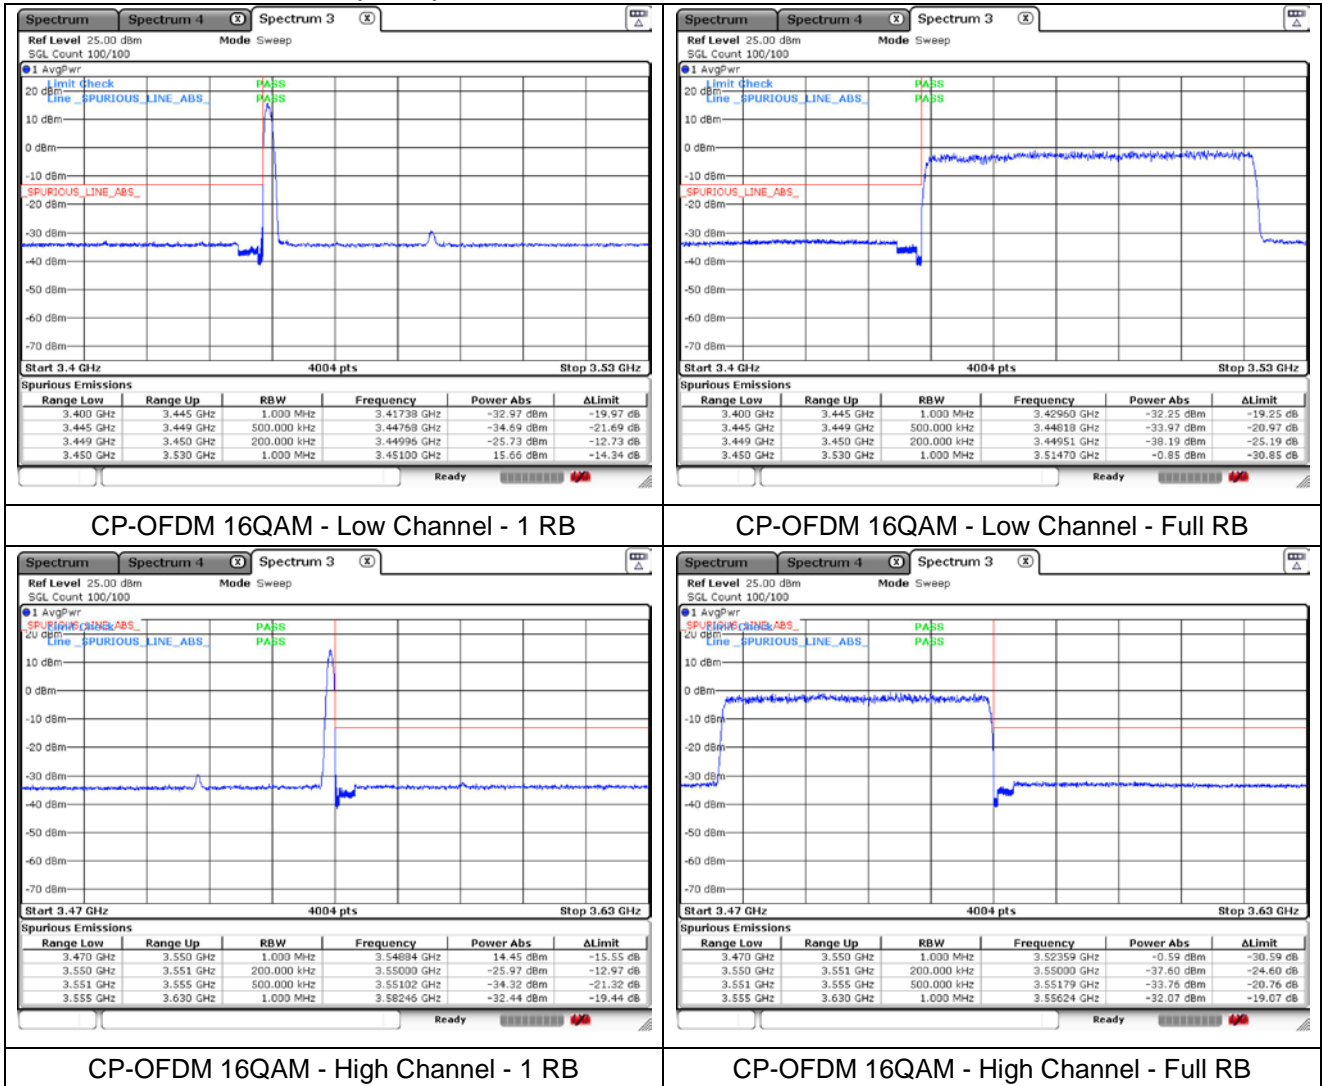 Spectrum Spectrum 4 Spectrum 3
Ref Level 25.00 dBm Mode Sweep
SGL Count 100/100
1 AvgPwr
Limit Check PASS
20 dBm
Line _SPURIOUS_LINE_ABS_ PASS
10 dBm
0 dBm
-10 dBm
_SPURIOUS_LINE_ABS_
-20 dBm
-30 dBm
-40 dBm
-50 dBm
-60 dBm
-70 dBm
Start 3.4 GHz 4004 pts Stop 3.53 GHz
Spurious Emissions
Range Low Range Up RBW Frequency Power Abs ΔLimit
3.400 GHz 3.445 GHz 1.000 MHz 3.41738 GHz -32.97 dBm -19.97 dB
3.445 GHz 3.449 GHz 500.000 kHz 3.44768 GHz -34.69 dBm -21.69 dB
3.449 GHz 3.450 GHz 200.000 kHz 3.44996 GHz -25.73 dBm -12.73 dB
3.450 GHz 3.530 GHz 1.000 MHz 3.45100 GHz 15.66 dBm -14.34 dB
Ready
CP-OFDM 16QAM - Low Channel - 1 RB
Spectrum Spectrum 4 Spectrum 3
Ref Level 25.00 dBm Mode Sweep
SGL Count 100/100
1 AvgPwr
Limit Check PASS
20 dBm
Line _SPURIOUS_LINE_ABS_ PASS
10 dBm
0 dBm
-10 dBm
_SPURIOUS_LINE_ABS_
-20 dBm
-30 dBm
-40 dBm
-50 dBm
-60 dBm
-70 dBm
Start 3.4 GHz 4004 pts Stop 3.53 GHz
Spurious Emissions
Range Low Range Up RBW Frequency Power Abs ΔLimit
3.400 GHz 3.445 GHz 1.000 MHz 3.42960 GHz -32.25 dBm -19.25 dB
3.445 GHz 3.449 GHz 500.000 kHz 3.44818 GHz -33.97 dBm -20.97 dB
3.449 GHz 3.450 GHz 200.000 kHz 3.44951 GHz -38.19 dBm -25.19 dB
3.450 GHz 3.530 GHz 1.000 MHz 3.51470 GHz -0.85 dBm -30.85 dB
Ready
CP-OFDM 16QAM - Low Channel - Full RB
Spectrum Spectrum 4 Spectrum 3
Ref Level 25.00 dBm Mode Sweep
SGL Count 100/100
1 AvgPwr
_SPURIOUS_LINE_ABS_
Limit Check PASS
20 dBm
Line _SPURIOUS_LINE_ABS_ PASS
10 dBm
0 dBm
-10 dBm
-20 dBm
-30 dBm
-40 dBm
-50 dBm
-60 dBm
-70 dBm
Start 3.47 GHz 4004 pts Stop 3.63 GHz
Spurious Emissions
Range Low Range Up RBW Frequency Power Abs ΔLimit
3.470 GHz 3.550 GHz 1.000 MHz 3.54884 GHz 14.45 dBm -15.55 dB
3.550 GHz 3.551 GHz 200.000 kHz 3.55000 GHz -25.97 dBm -12.97 dB
3.551 GHz 3.555 GHz 500.000 kHz 3.55102 GHz -34.32 dBm -21.32 dB
3.555 GHz 3.630 GHz 1.000 MHz 3.58246 GHz -32.44 dBm -19.44 dB
Ready
CP-OFDM 16QAM - High Channel - 1 RB
Spectrum Spectrum 4 Spectrum 3
Ref Level 25.00 dBm Mode Sweep
SGL Count 100/100
1 AvgPwr
_SPURIOUS_LINE_ABS_
Limit Check PASS
20 dBm
Line _SPURIOUS_LINE_ABS_ PASS
10 dBm
0 dBm
-10 dBm
-20 dBm
-30 dBm
-40 dBm
-50 dBm
-60 dBm
-70 dBm
Start 3.47 GHz 4004 pts Stop 3.63 GHz
Spurious Emissions
Range Low Range Up RBW Frequency Power Abs ΔLimit
3.470 GHz 3.550 GHz 1.000 MHz 3.52359 GHz -0.59 dBm -30.59 dB
3.550 GHz 3.551 GHz 200.000 kHz 3.55000 GHz -37.60 dBm -24.60 dB
3.551 GHz 3.555 GHz 500.000 kHz 3.55179 GHz -33.76 dBm -20.76 dB
3.555 GHz 3.630 GHz 1.000 MHz 3.55624 GHz -32.07 dBm -19.07 dB
Ready
CP-OFDM 16QAM - High Channel - Full RB